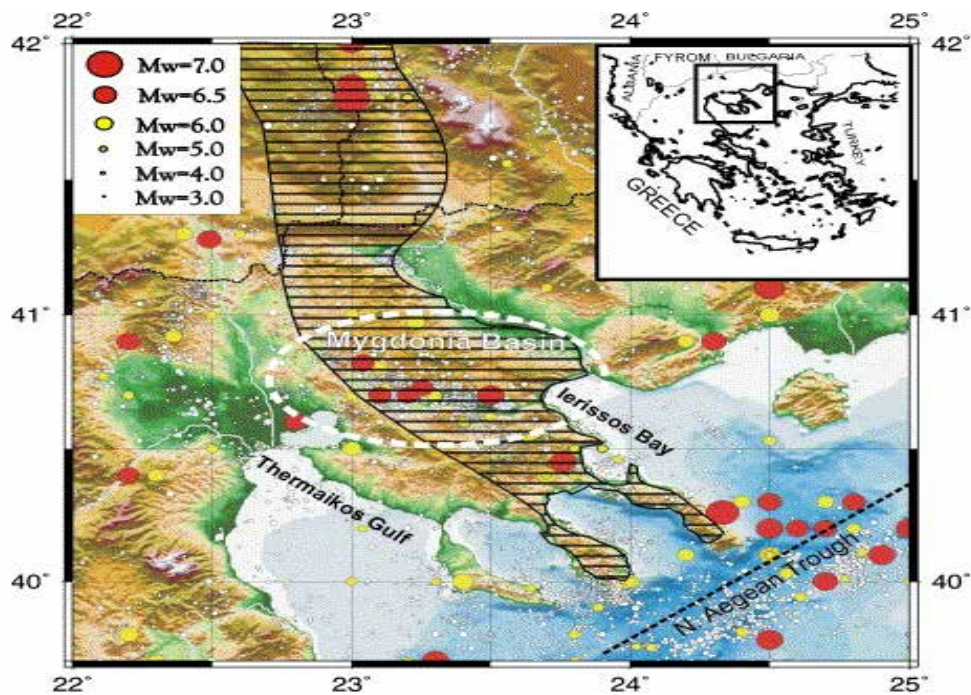 22° 23° 24° 25°
42° 42°
Mw=7.0
Mw=6.5
Mw=6.0
Mw=5.0
Mw=4.0
Mw=3.0
FYROM BULGARIA
ALBANIA
TURKEY
GREECE
41° 41°
Mygdonia Basin
Ierissos Bay
Thermaikos Gulf
N. Aegean Trough
40° 40°
22° 23° 24° 25°